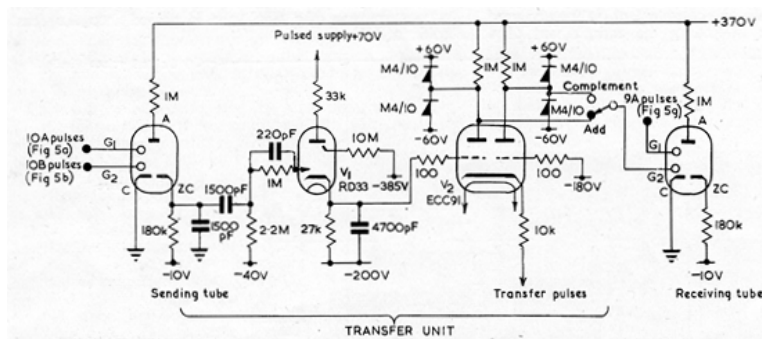 +370V
Pulsed supply+70V
+60V
+60V
1M
33k
M4/10
M4/10
1M
1M
M4/10
M4/10
Complement
9A pulses
(Fig 5g)
1M
-60V
-60V
Add
10A pulses
(Fig 5a)
10B pulses
(Fig 5b)
G1
G2
A
C
ZC
220pF
1M
1500pF
1500
pF
10M
V1
RD33
-385V
100
V2
ECC91
100
-180V
G1
G2
A
C
ZC
180k
2·2M
27k
4700pF
10k
180k
-10V
-40V
-200V
-10V
Sending tube
Transfer pulses
Receiving tube
TRANSFER UNIT